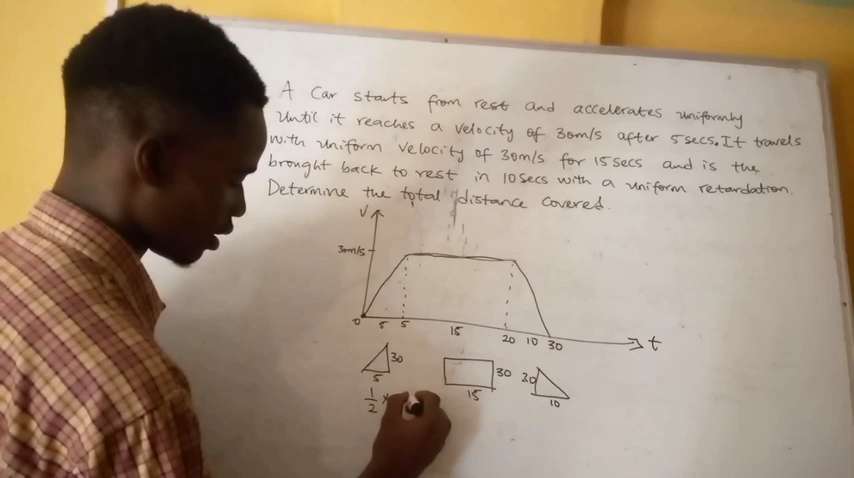 A car starts from rest and accelerates uniformly
Until it reaches a velocity of 30m/s after 5secs. It travels
with uniform velocity of 30m/s for 15secs and is the
brought back to rest in 10secs with a uniform retardation.
Determine the total distance covered.
V
30m/s
0 5 5 15 20 10 30 t
30 30 30
5 15 10
1/2 x